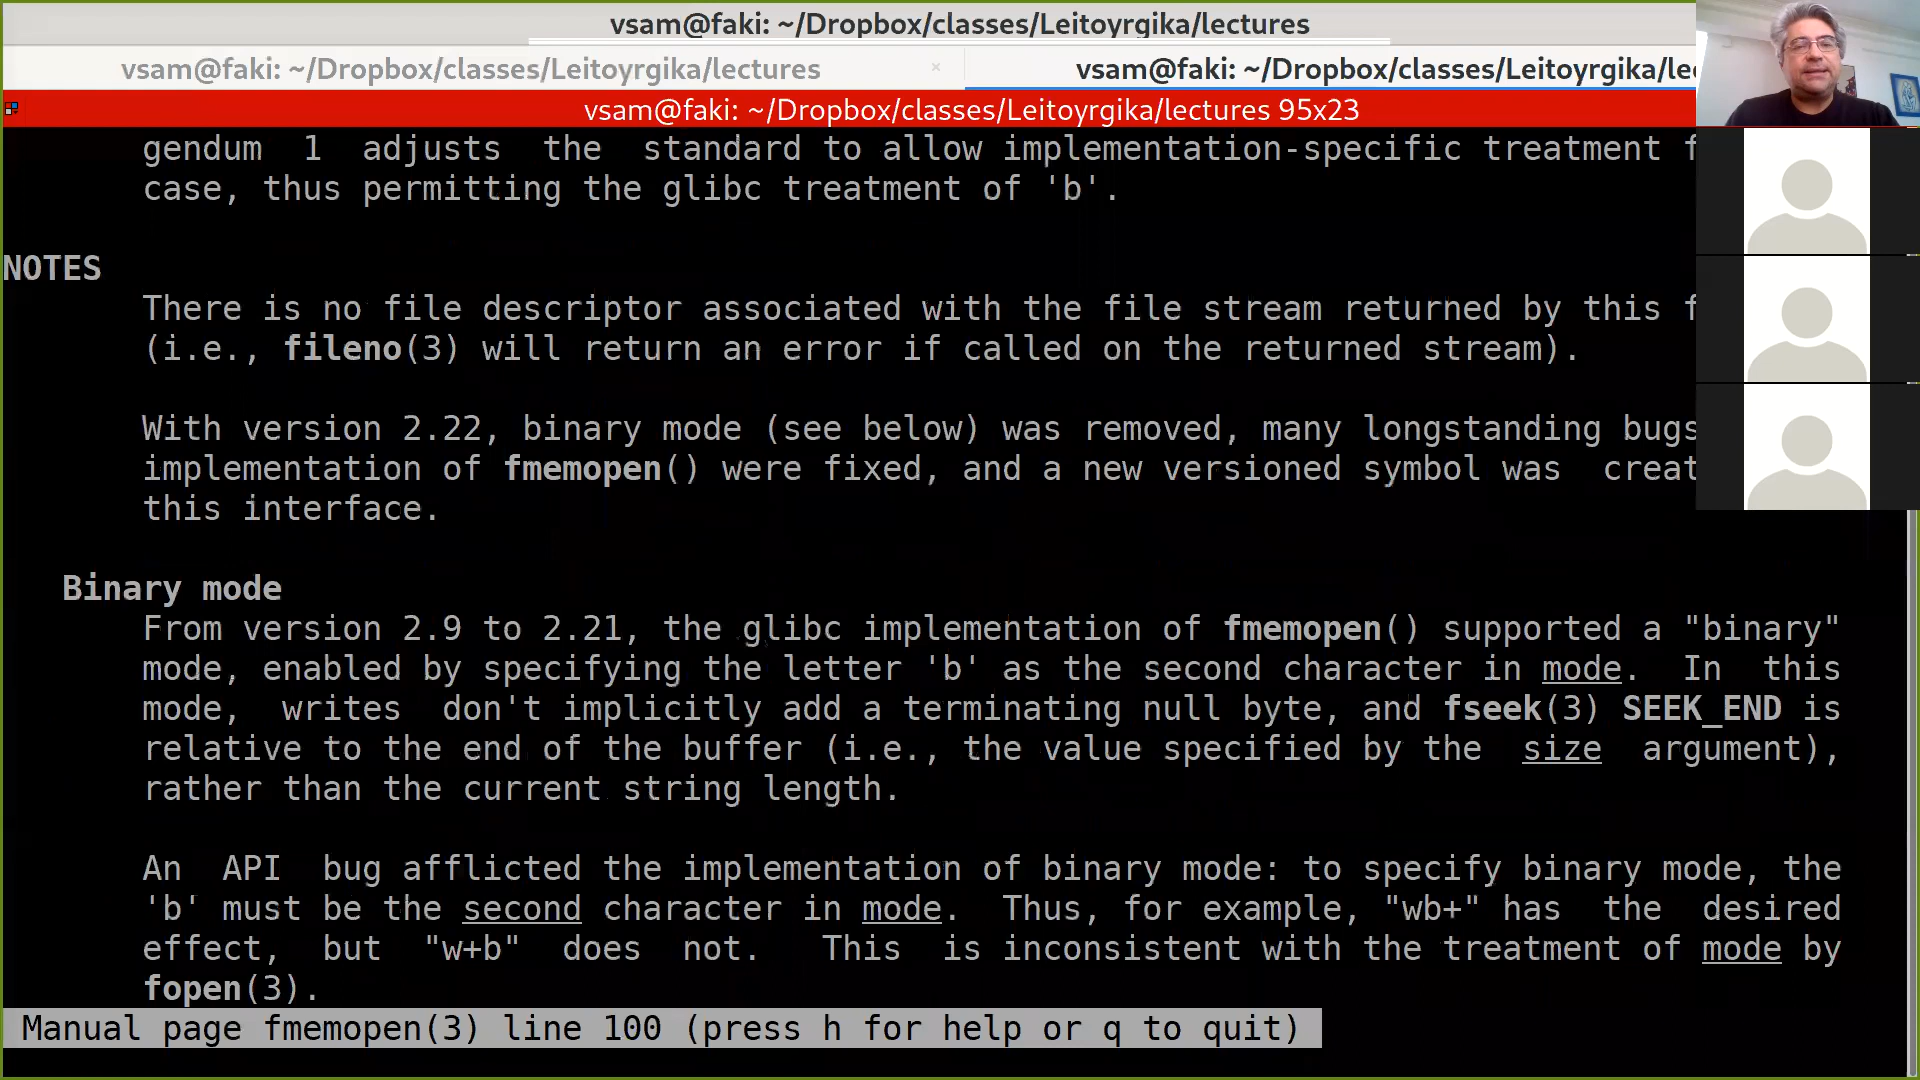 vsam@faki: ~/Dropbox/classes/Leitoyrgika/lectures
vsam@faki: ~/Dropbox/classes/Leitoyrgika/lectures × vsam@faki: ~/Dropbox/classes/Leitoyrgika/lec
vsam@faki: ~/Dropbox/classes/Leitoyrgika/lectures 95x23
gendum 1 adjusts the standard to allow implementation-specific treatment f
case, thus permitting the glibc treatment of 'b'.
NOTES
There is no file descriptor associated with the file stream returned by this f
(i.e., fileno(3) will return an error if called on the returned stream).
With version 2.22, binary mode (see below) was removed, many longstanding bugs
implementation of fmemopen() were fixed, and a new versioned symbol was creat
this interface.
Binary mode
From version 2.9 to 2.21, the glibc implementation of fmemopen() supported a "binary"
mode, enabled by specifying the letter 'b' as the second character in mode. In this
mode, writes don't implicitly add a terminating null byte, and fseek(3) SEEK_END is
relative to the end of the buffer (i.e., the value specified by the size argument),
rather than the current string length.
An API bug afflicted the implementation of binary mode: to specify binary mode, the
'b' must be the second character in mode. Thus, for example, "wb+" has the desired
effect, but "w+b" does not. This is inconsistent with the treatment of mode by
fopen(3).
Manual page fmemopen(3) line 100 (press h for help or q to quit)